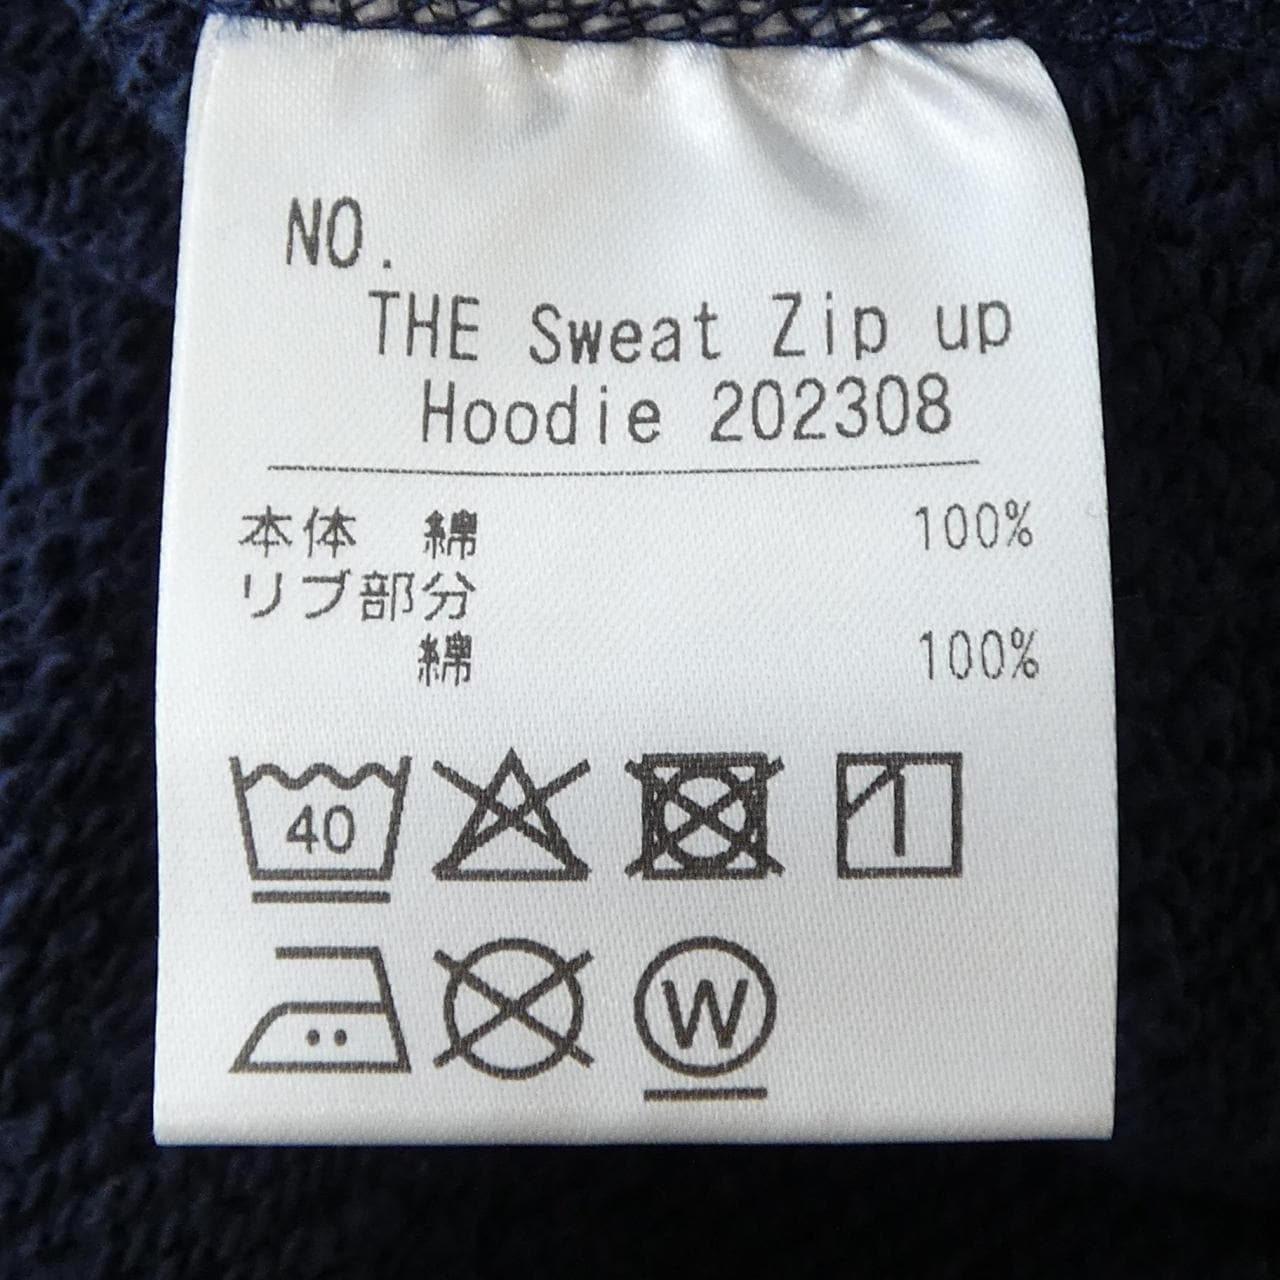 NO.
THE Sweat Zip up
Hoodie 202308
本体 綿 100%
リブ部分
綿 100%
40
W